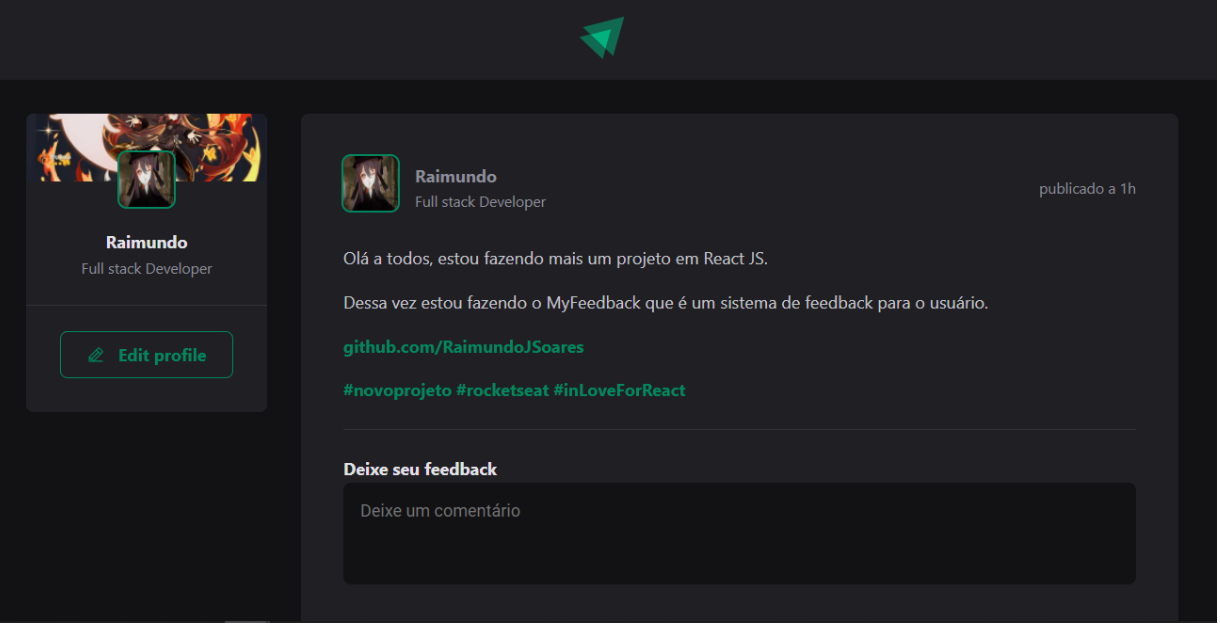 Raimundo
Full stack Developer
Edit profile
Raimundo
Full stack Developer
publicado a 1h
Olá a todos, estou fazendo mais um projeto em React JS.
Dessa vez estou fazendo o MyFeedback que é um sistema de feedback para o usuário.
github.com/RaimundoJSoares
#novoprojeto #rocketseat #inLoveForReact
Deixe seu feedback
Deixe um comentário